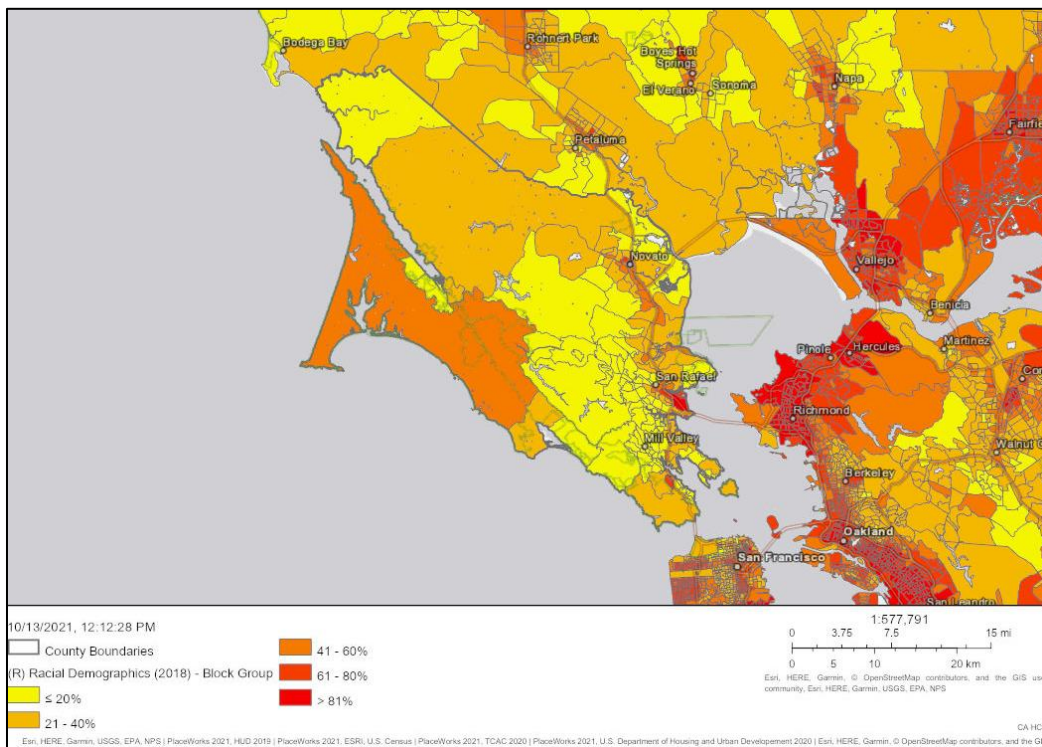 Bodega Bay
Rohnert Park
Boyes Hot
Springs
El Verano
Sonoma
Napa
Petaluma
Novato
Vallejo
Benicia
Pinole
Hercules
Martinez
San Rafael
Richmond
Mill Valley
Berkeley
Oakland
San Francisco
San Leandro
10/13/2021, 12:12:28 PM
County Boundaries
(R) Racial Demographics (2018) - Block Group
≤ 20%
21 - 40%
41 - 60%
61 - 80%
> 81%
1:577,791
0 3.75 7.5 15 mi
0 5 10 20 km
Esri, HERE, Garmin, © OpenStreetMap contributors, and the GIS use
community, Esri, HERE, Garmin, USGS, EPA, NPS
CA HC
Esri, HERE, Garmin, USGS, EPA, NPS | PlaceWorks 2021, HUD 2019 | PlaceWorks 2021, ESRI, U.S. Census | PlaceWorks 2021, TCAC 2020 | PlaceWorks 2021, U.S. Department of Housing and Urban Developement 2020 | Esri, HERE, Garmin, © OpenStreetMap contributors, and the GI